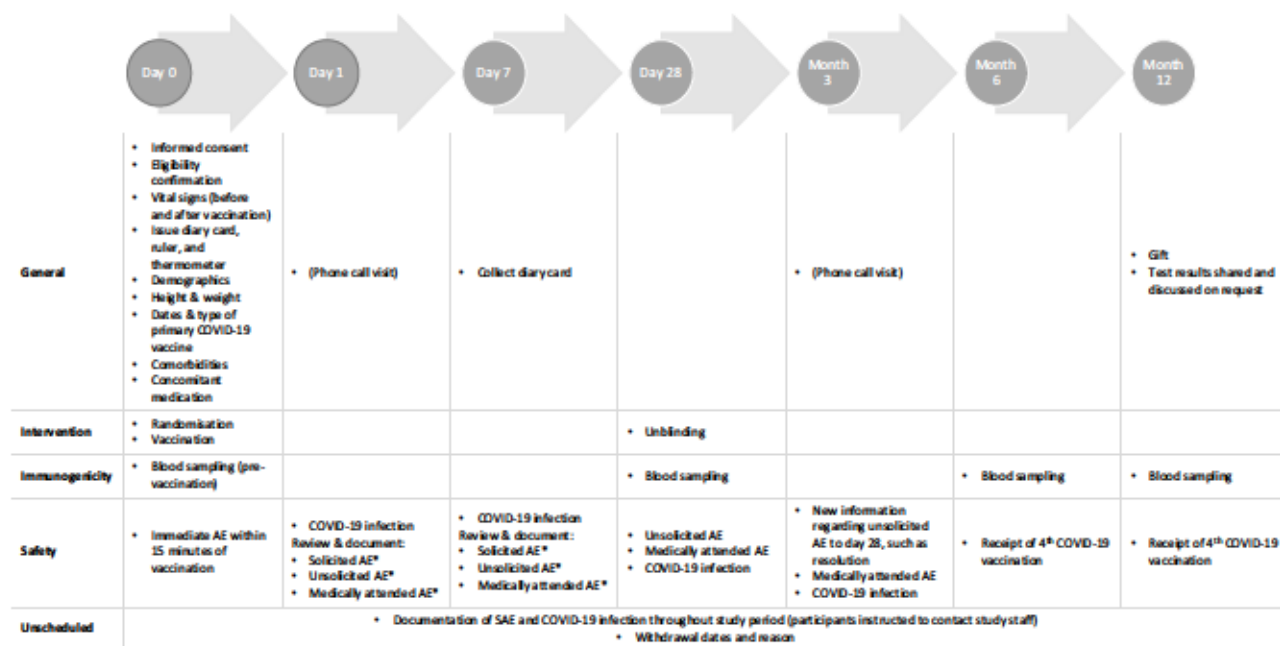 Day 0
Day 1
Day 7
Day 28
Month
3
Month
6
Month
12
General
• Informed consent
• Eligibility
confirmation
• Vital signs (before
and after vaccination)
• Issue diary card,
ruler, and
thermometer
• Demographics
• Height & weight
• Dates & type of
primary COVID-19
vaccine
• Comorbidities
• Concomitant
medication
• (Phone call visit)
• Collect diary card
• (Phone call visit)
• Gift
• Test results shared and
discussed on request
Intervention
• Randomisation
• Vaccination
• Unblinding
Immunogenicity
• Blood sampling (pre-
vaccination)
• Blood sampling
• Blood sampling
• Blood sampling
Safety
• Immediate AE within
15 minutes of
vaccination
• COVID-19 infection
Review & document:
• Solicited AE*
• Unsolicited AE*
• Medically attended AE*
• COVID-19 infection
Review & document:
• Solicited AE*
• Unsolicited AE*
• Medically attended AE*
• Unsolicited AE
• Medically attended AE
• COVID-19 infection
• New information
regarding unsolicited
AE to day 28, such as
resolution
• Medically attended AE
• COVID-19 infection
• Receipt of 4th COVID-19
vaccination
• Receipt of 4th COVID-19
vaccination
Unscheduled
• Documentation of SAE and COVID-19 infection throughout study period (participants instructed to contact study staff)
• Withdrawal dates and reason